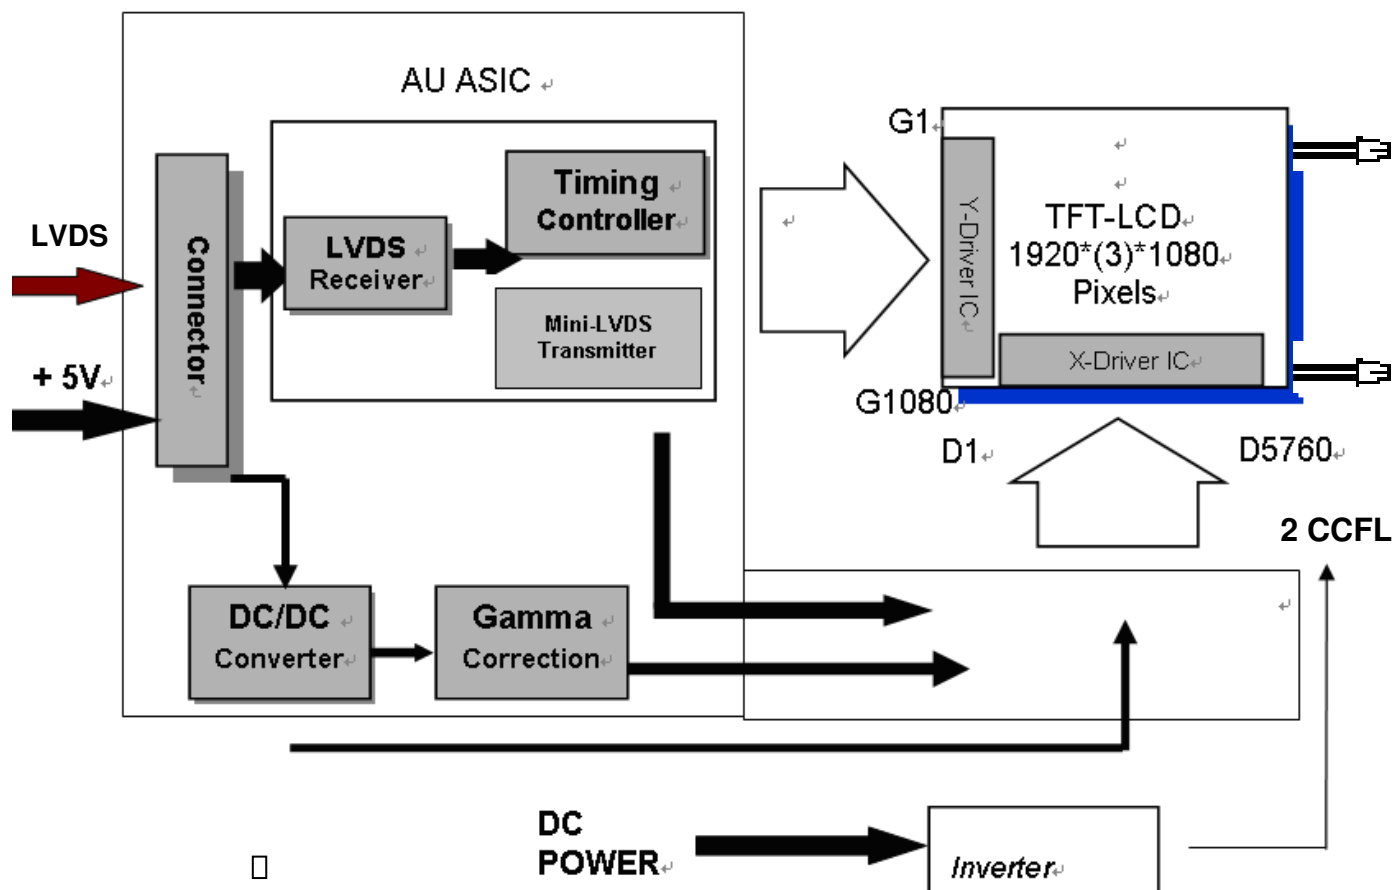 AU ASIC
G1
Timing
Controller
LVDS
Connector
LVDS
Receiver
Mini-LVDS
Transmitter
+ 5V
Y-Driver IC
TFT-LCD
1920*(3)*1080
Pixels
X-Driver IC
G1080
D1
D5760
2 CCFL
DC/DC
Converter
Gamma
Correction
DC
POWER
Inverter